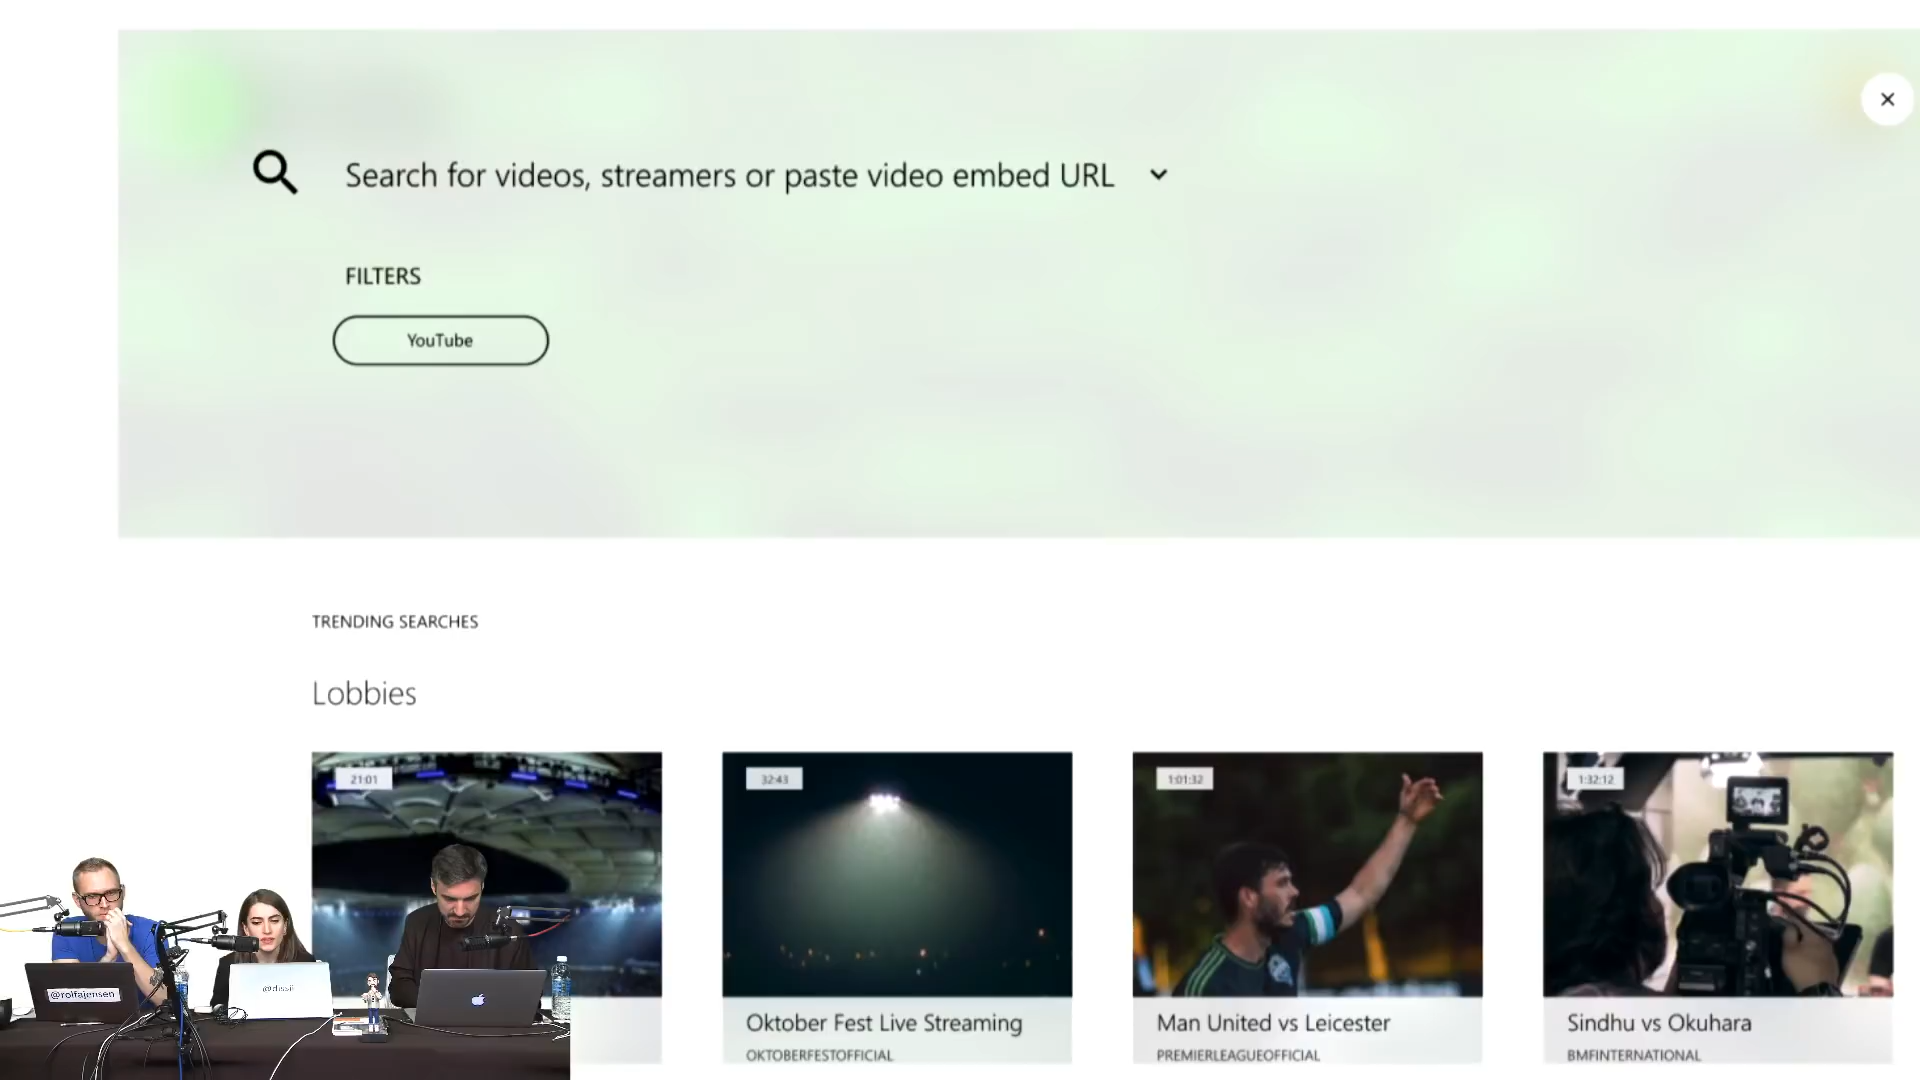 Search for videos, streamers or paste video embed URL
FILTERS
YouTube
TRENDING SEARCHES
Lobbies
21:01
32:43
1:01:32
1:32:12
@rolfajensen
Oktober Fest Live Streaming
Man United vs Leicester
Sindhu vs Okuhara
OKTOBERFESTOFFICIAL
PREMIERLEAGUEOFFICIAL
BMFINTERNATIONAL